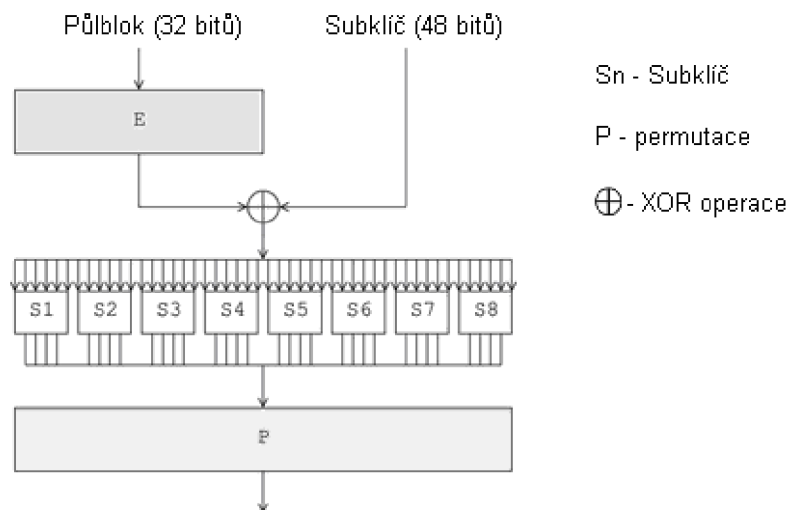 Půlblok (32 bitů)
Subklíč (48 bitů)
Sn - Subklíč
E
P - permutace
- XOR operace
S1 S2 S3 S4 S5 S6 S7 S8
P